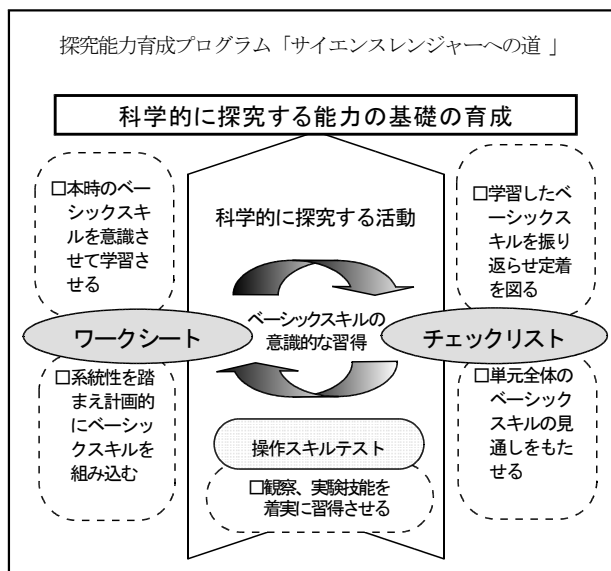 探究能力育成プログラム「サイエンスレンジャーへの道 」
科学的に探究する能力の基礎の育成
□本時のベー
シックスキ
ルを意識さ
せて学習さ
せる
ワークシート
□系統性を踏
まえ計画的
にベーシッ
クスキルを
組み込む
科学的に探究する活動
ベーシックスキルの
意識的な習得
操作スキルテスト
□観察、実験技能を
着実に習得させる
□学習したベ
ーシックス
キルを振り
返らせ定着
を図る
チェックリスト
□単元全体の
ベーシック
スキルの見
通しをもた
せる